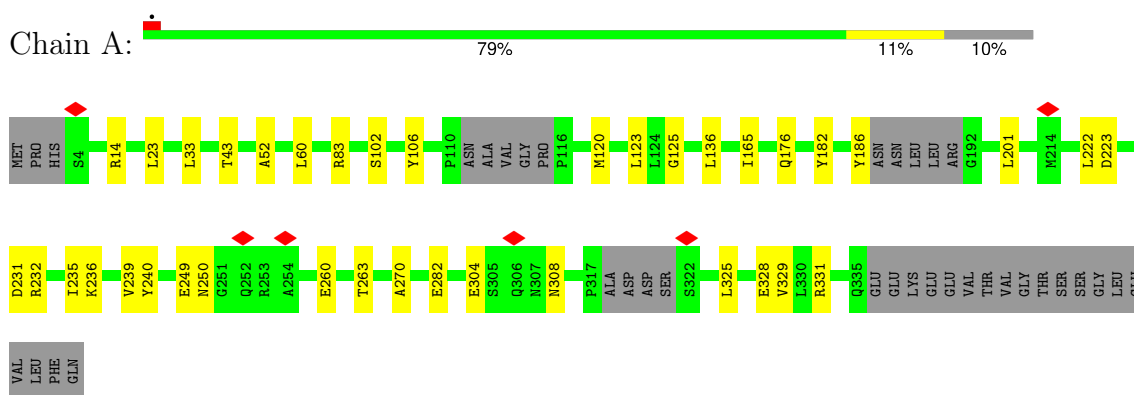 Chain A:
79% 11% 10%
MET PRO HIS S4 R14 L23 L33 T43 A52 L60 R83 S102 Y106 P110 ASN ALA VAL GLY PRO P116 M120 L123 L124 G125 L136 I165 Q176 Y182 Y186 ASN ASN LEU LEU ARG G192 L201 M214 L222 D223
D231 R232 I235 K236 V239 Y240 E249 N250 G251 Q252 R253 A254 E260 T263 A270 E282 E304 S305 Q306 N307 N308 P317 ALA ASP ASP SER S322 L325 E328 V329 L330 R331 Q335 GLU GLU LYS GLU GLU VAL THR VAL GLY THR SER SER GLY LEU
VAL LEU PHE GLN